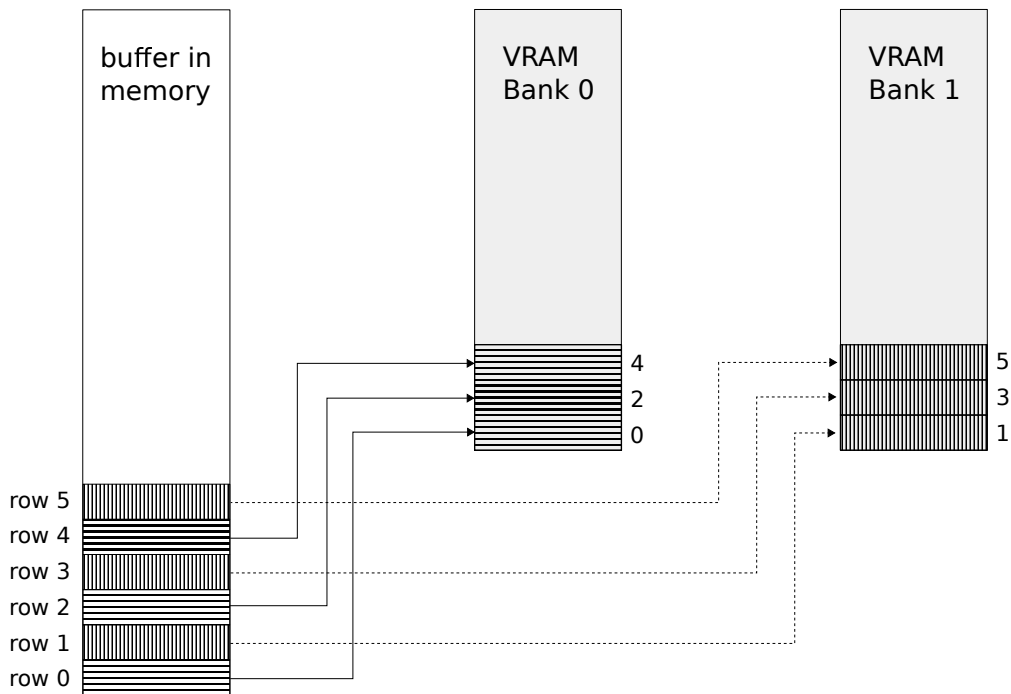 buffer in
memory
VRAM
Bank 0
VRAM
Bank 1
4
2
0
5
3
1
row 5
row 4
row 3
row 2
row 1
row 0